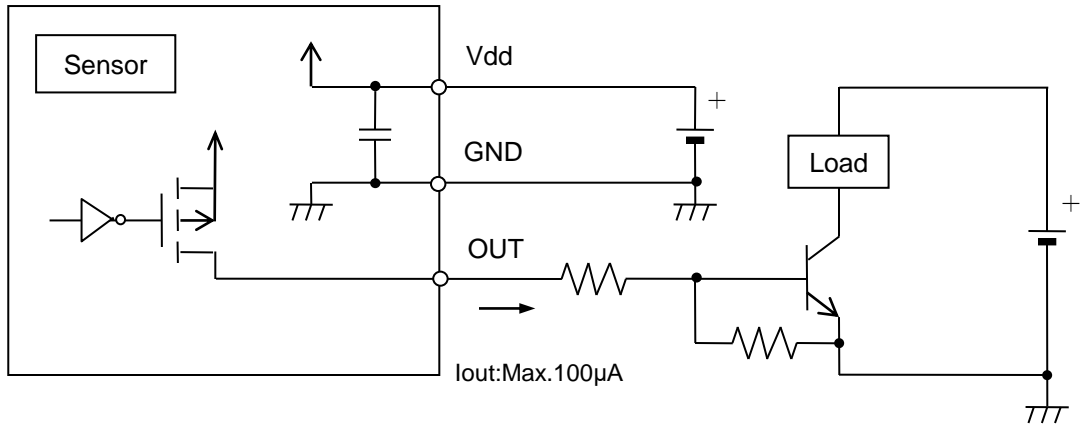 Sensor
Vdd
+
GND
Load
+
OUT
Iout:Max.100µA